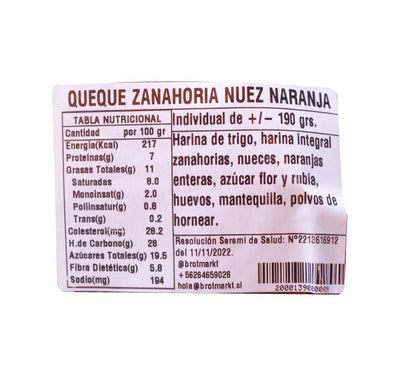 QUEQUE ZANAHORIA NUEZ NARANJA
TABLA NUTRICIONAL
Cantidad por 100 gr
Energia(Kcal) 217
Proteinas(g) 7
Grasas Totales(g) 11
Saturadas 8.0
Monoinsat(g) 2.0
Poliinsatur(g) 0.8
Trans(g) 0.2
Colesterol(mg) 28.2
H.de Carbono(g) 28
Azúcares Totales(g) 19.5
Fibra Dietética(g) 5.8
Sodio(mg) 194
Individual de +/- 190 grs.
Harina de trigo, harina integral
zanahorias, nueces, naranjas
enteras, azúcar flor y rubia,
huevos, mantequilla, polvos de
hornear.
Resolución Seremi de Salud: N°2213616912
del 11/11/2022.
@brotmarkt
+56264659028
hola@brotmarkt.cl